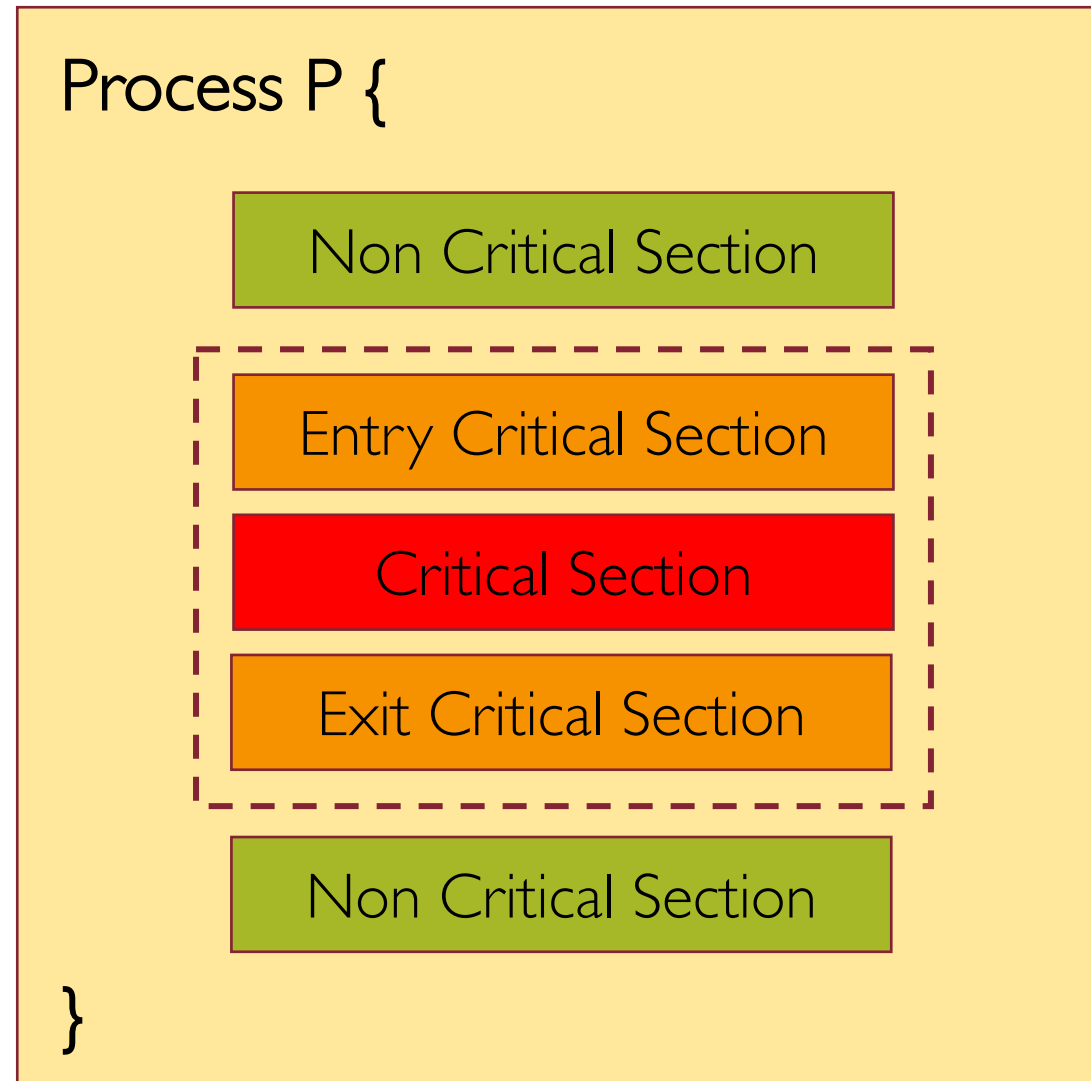 Process P {
Non Critical Section
Entry Critical Section
Critical Section
Exit Critical Section
Non Critical Section
}